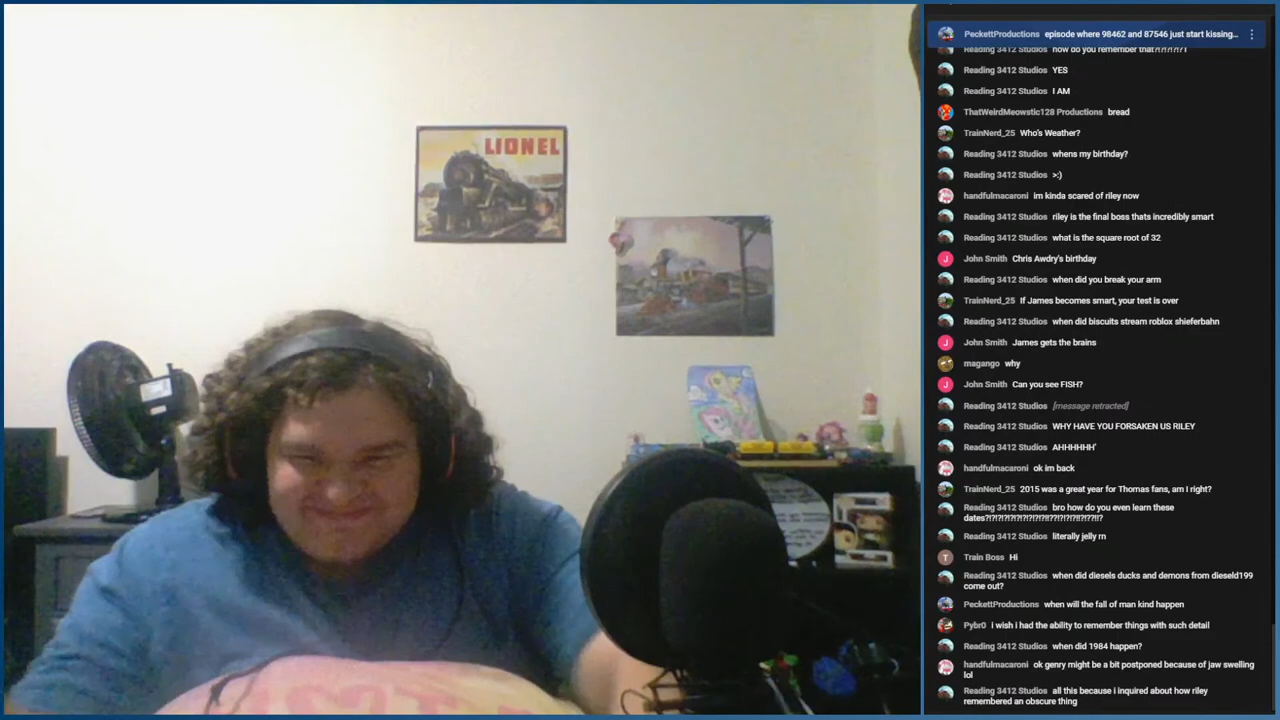 LIONEL
PeckettProductions episode where 98462 and 87546 just start kissing...
Reading 3412 Studios how do you remember that?!?!?!?!?1
Reading 3412 Studios YES
Reading 3412 Studios I AM
ThatWeirdMeowstic128 Productions bread
TrainNerd_25 Who's Weather?
Reading 3412 Studios whens my birthday?
Reading 3412 Studios >:)
handfulmacaroni im kinda scared of riley now
Reading 3412 Studios riley is the final boss thats incredibly smart
Reading 3412 Studios what is the square root of 32
J John Smith Chris Awdry's birthday
Reading 3412 Studios when did you break your arm
TrainNerd_25 If James becomes smart, your test is over
Reading 3412 Studios when did biscuits stream roblox shieferbahn
J John Smith James gets the brains
magango why
J John Smith Can you see FISH?
Reading 3412 Studios [message retracted]
Reading 3412 Studios WHY HAVE YOU FORSAKEN US RILEY
Reading 3412 Studios AHHHHHH'
handfulmacaroni ok im back
TrainNerd_25 2015 was a great year for Thomas fans, am I right?
Reading 3412 Studios bro how do you even learn these
dates?!?!?!?!?!?!?!?!?!!??!?!?!?!!?!?!??!!?
Reading 3412 Studios literally jelly rn
T Train Boss Hi
Reading 3412 Studios when did diesels ducks and demons from dieseld199
come out?
PeckettProductions when will the fall of man kind happen
Pybr0 i wish i had the ability to remember things with such detail
Reading 3412 Studios when did 1984 happen?
handfulmacaroni ok genry might be a bit postponed because of jaw swelling
lol
Reading 3412 Studios all this because i inquired about how riley
remembered an obscure thing